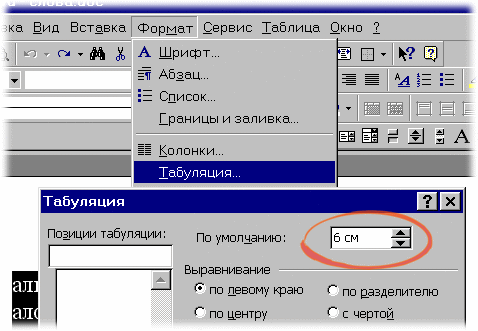 слова.doc
вка Вид Вставка Формат Сервис Таблица Окно ?
Шрифт...
Абзац...
Список...
Границы и заливка...
Колонки...
Табуляция...
Табуляция
Позиции табуляции:
По умолчанию: 6 см
Выравнивание
по левому краю
по разделителю
по центру
с чертой